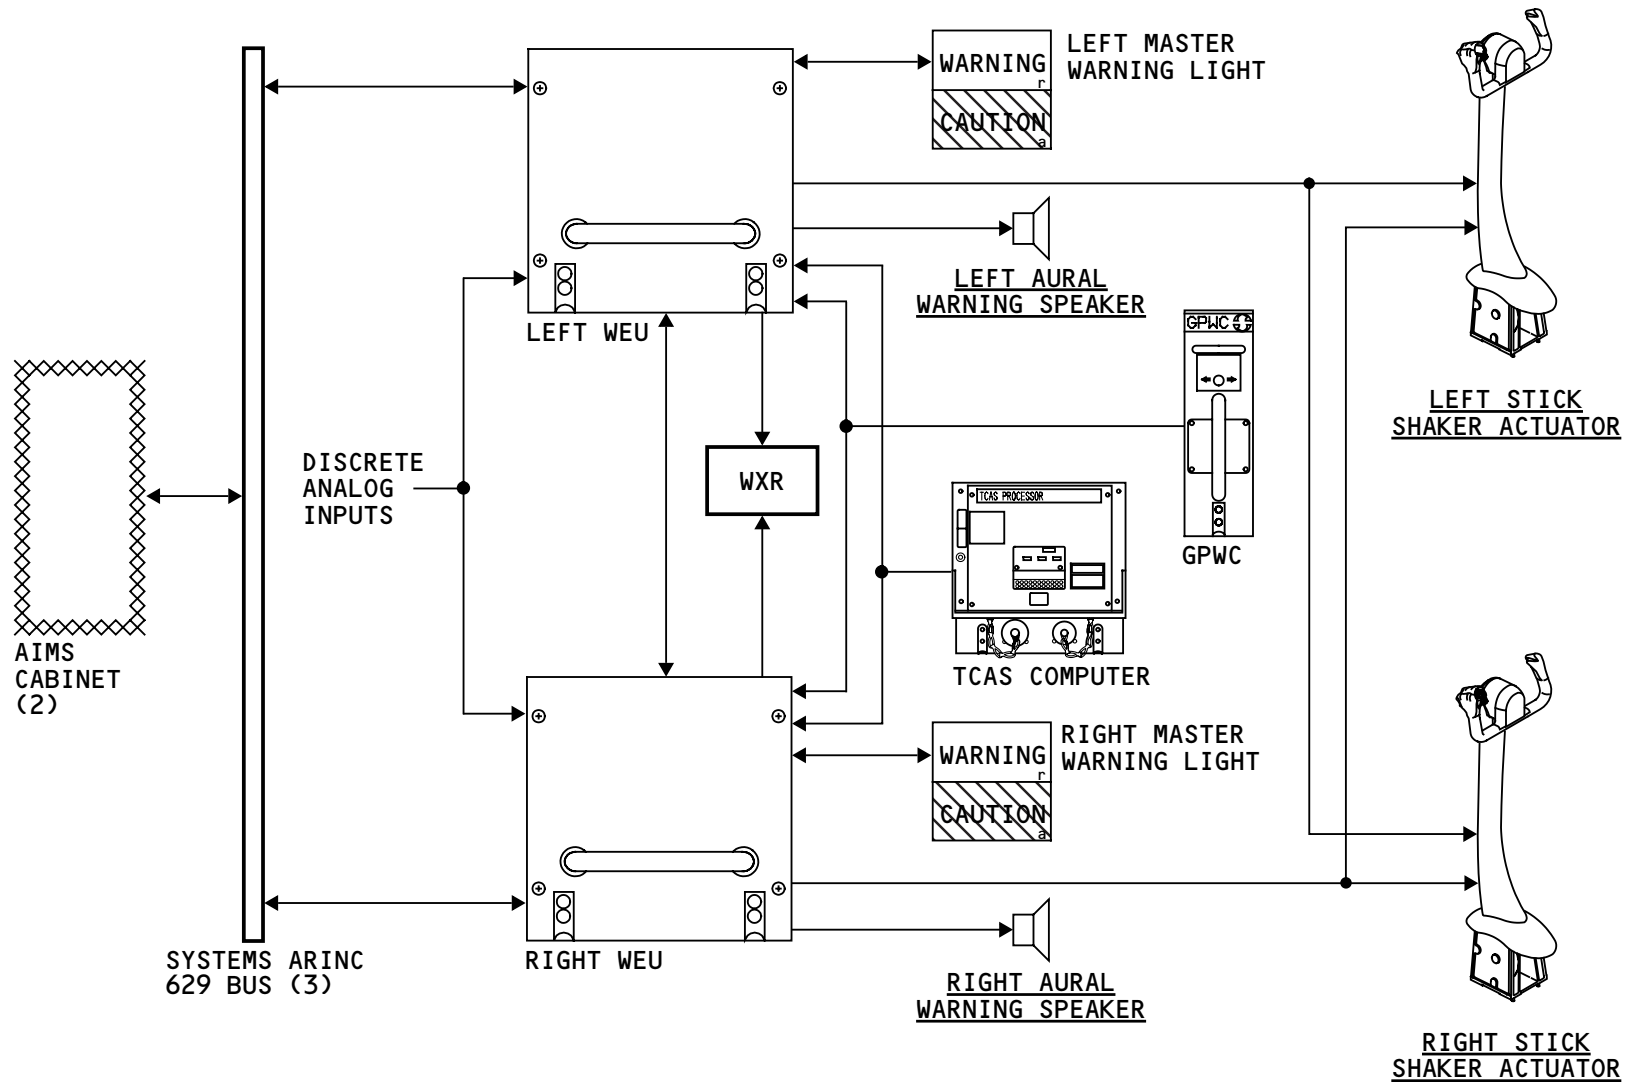 WARNING
r
CAUTION
a
LEFT MASTER
WARNING LIGHT
LEFT AURAL
WARNING SPEAKER
LEFT WEU
GPWC
GPWC
LEFT STICK
SHAKER ACTUATOR
DISCRETE
ANALOG
INPUTS
WXR
TCAS PROCESSOR
TCAS COMPUTER
AIMS
CABINET
(2)
WARNING
r
CAUTION
a
RIGHT MASTER
WARNING LIGHT
SYSTEMS ARINC
629 BUS (3)
RIGHT WEU
RIGHT AURAL
WARNING SPEAKER
RIGHT STICK
SHAKER ACTUATOR